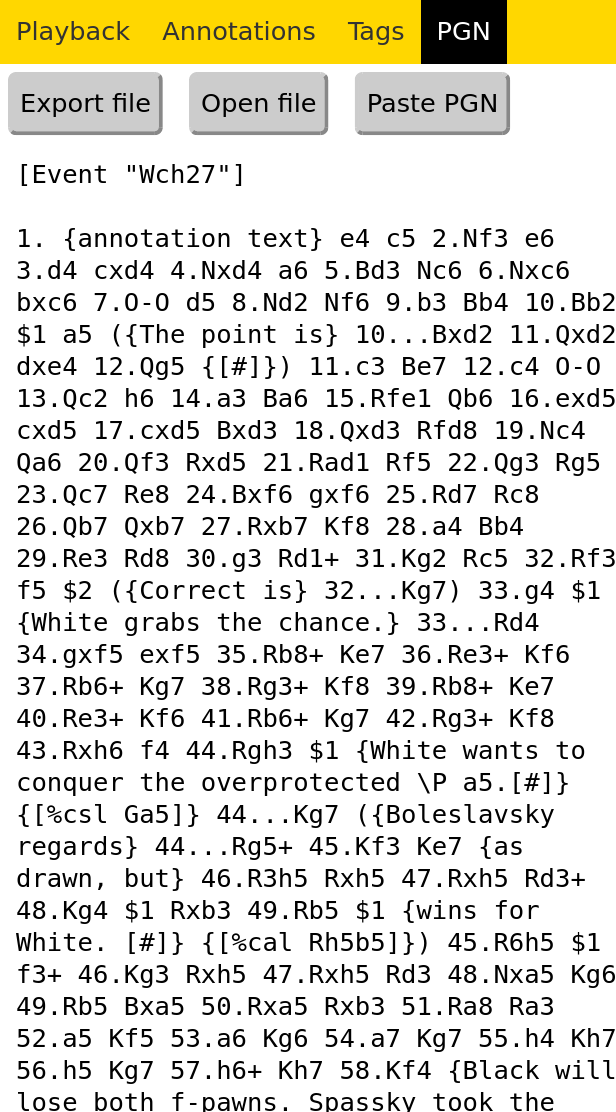 Playback Annotations Tags PGN
Export file Open file Paste PGN
[Event "Wch27"]
1. {annotation text} e4 c5 2.Nf3 e6
3.d4 cxd4 4.Nxd4 a6 5.Bd3 Nc6 6.Nxc6
bxc6 7.O-O d5 8.Nd2 Nf6 9.b3 Bb4 10.Bb2
$1 a5 ({The point is} 10...Bxd2 11.Qxd2
dxe4 12.Qg5 {[#]}) 11.c3 Be7 12.c4 O-O
13.Qc2 h6 14.a3 Ba6 15.Rfe1 Qb6 16.exd5
cxd5 17.cxd5 Bxd3 18.Qxd3 Rfd8 19.Nc4
Qa6 20.Qf3 Rxd5 21.Rad1 Rf5 22.Qg3 Rg5
23.Qc7 Re8 24.Bxf6 gxf6 25.Rd7 Rc8
26.Qb7 Qxb7 27.Rxb7 Kf8 28.a4 Bb4
29.Re3 Rd8 30.g3 Rd1+ 31.Kg2 Rc5 32.Rf3
f5 $2 ({Correct is} 32...Kg7) 33.g4 $1
{White grabs the chance.} 33...Rd4
34.gxf5 exf5 35.Rb8+ Ke7 36.Re3+ Kf6
37.Rb6+ Kg7 38.Rg3+ Kf8 39.Rb8+ Ke7
40.Re3+ Kf6 41.Rb6+ Kg7 42.Rg3+ Kf8
43.Rxh6 f4 44.Rgh3 $1 {White wants to
conquer the overprotected \P a5.[#]}
{[%csl Ga5]} 44...Kg7 ({Boleslavsky
regards} 44...Rg5+ 45.Kf3 Ke7 {as
drawn, but} 46.R3h5 Rxh5 47.Rxh5 Rd3+
48.Kg4 $1 Rxb3 49.Rb5 $1 {wins for
White. [#]} {[%cal Rh5b5]}) 45.R6h5 $1
f3+ 46.Kg3 Rxh5 47.Rxh5 Rd3 48.Nxa5 Kg6
49.Rb5 Bxa5 50.Rxa5 Rxb3 51.Ra8 Ra3
52.a5 Kf5 53.a6 Kg6 54.a7 Kg7 55.h4 Kh7
56.h5 Kg7 57.h6+ Kh7 58.Kf4 {Black will
lose both f-pawns. Spassky took the